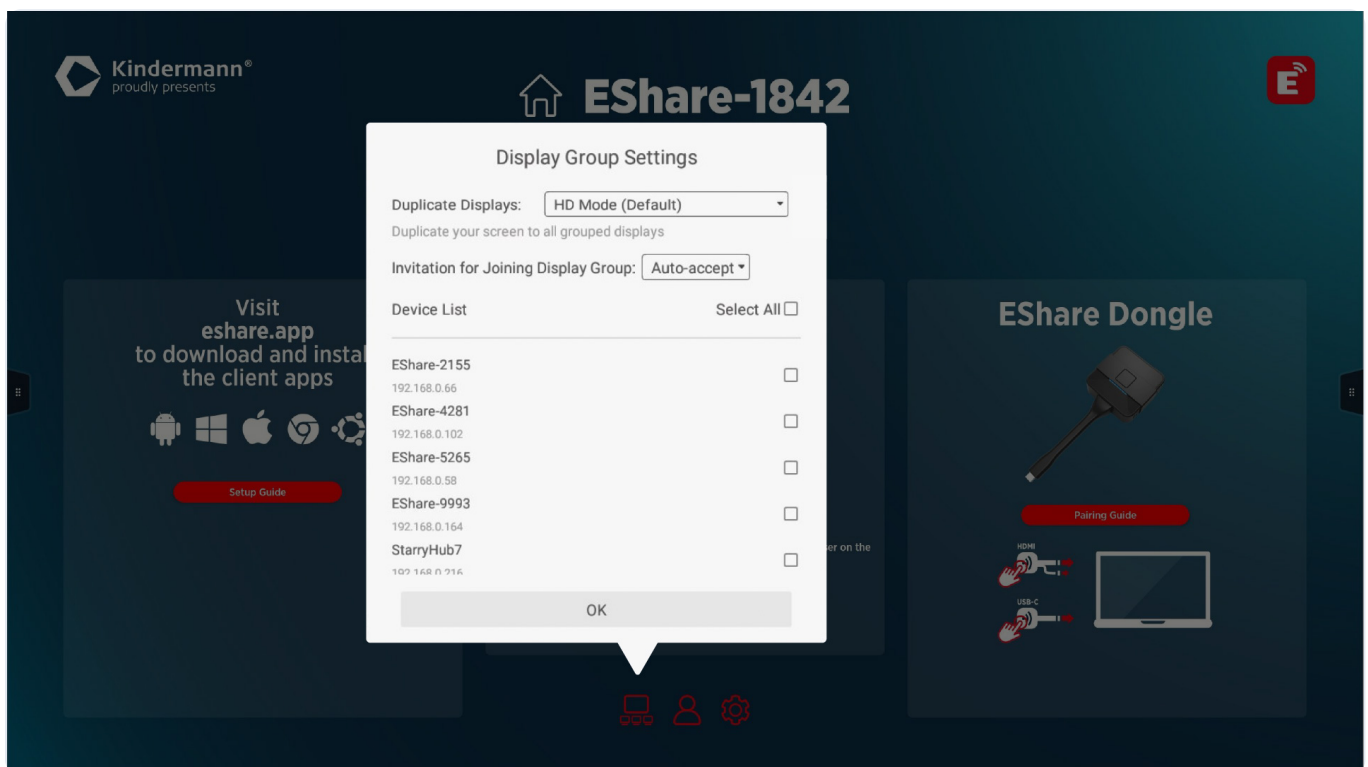 Kindermann®
proudly presents
EShare-1842
E
Display Group Settings
Duplicate Displays: HD Mode (Default)
Duplicate your screen to all grouped displays
Invitation for Joining Display Group: Auto-accept
Device List Select All
EShare-2155
192.168.0.66
EShare-4281
192.168.0.102
EShare-5265
192.168.0.58
EShare-9993
192.168.0.164
StarryHub7
192.168.0.216
OK
Visit
eshare.app
to download and instal
the client apps
Setup Guide
er on the
EShare Dongle
Pairing Guide
HDMI
USB-C